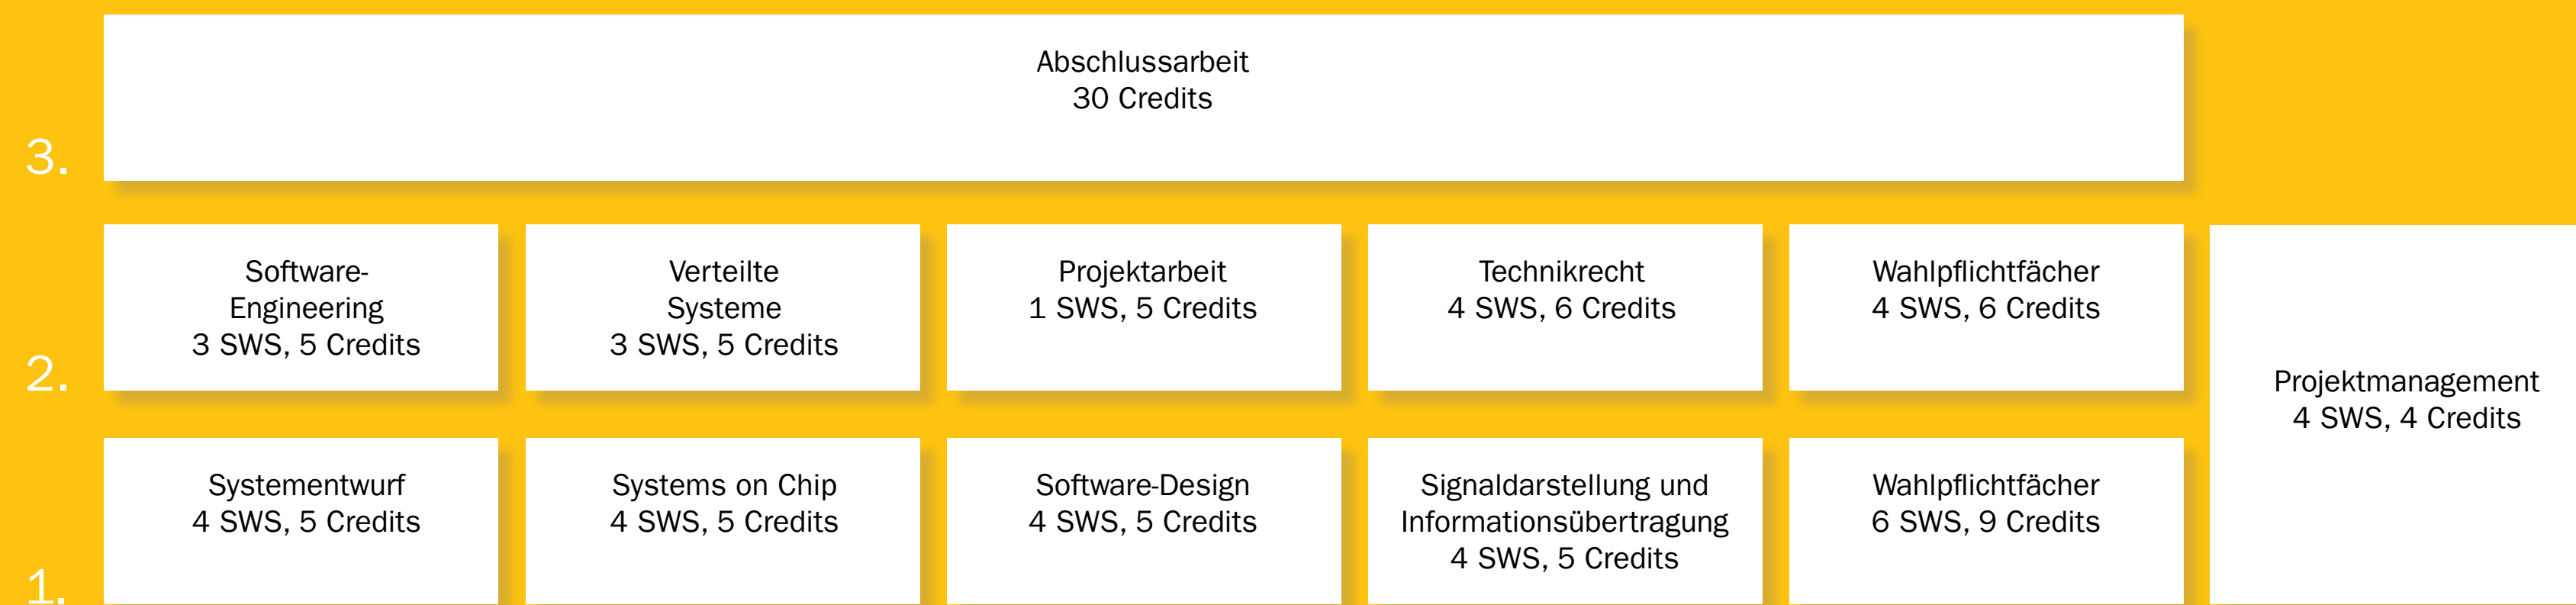 Abschlussarbeit
30 Credits
3.
Software-
Engineering
3 SWS, 5 Credits
Verteilte
Systeme
3 SWS, 5 Credits
Projektarbeit
1 SWS, 5 Credits
Technikrecht
4 SWS, 6 Credits
Wahlpflichtfächer
4 SWS, 6 Credits
2.
Projektmanagement
4 SWS, 4 Credits
Systementwurf
4 SWS, 5 Credits
Systems on Chip
4 SWS, 5 Credits
Software-Design
4 SWS, 5 Credits
Signaldarstellung und
Informationsübertragung
4 SWS, 5 Credits
Wahlpflichtfächer
6 SWS, 9 Credits
1.